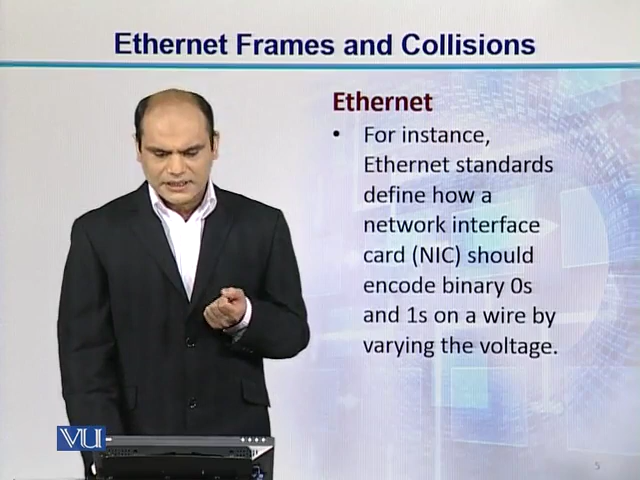 Ethernet Frames and Collisions
Ethernet
• For instance,
Ethernet standards
define how a
network interface
card (NIC) should
encode binary 0s
and 1s on a wire by
varying the voltage.
VU
5